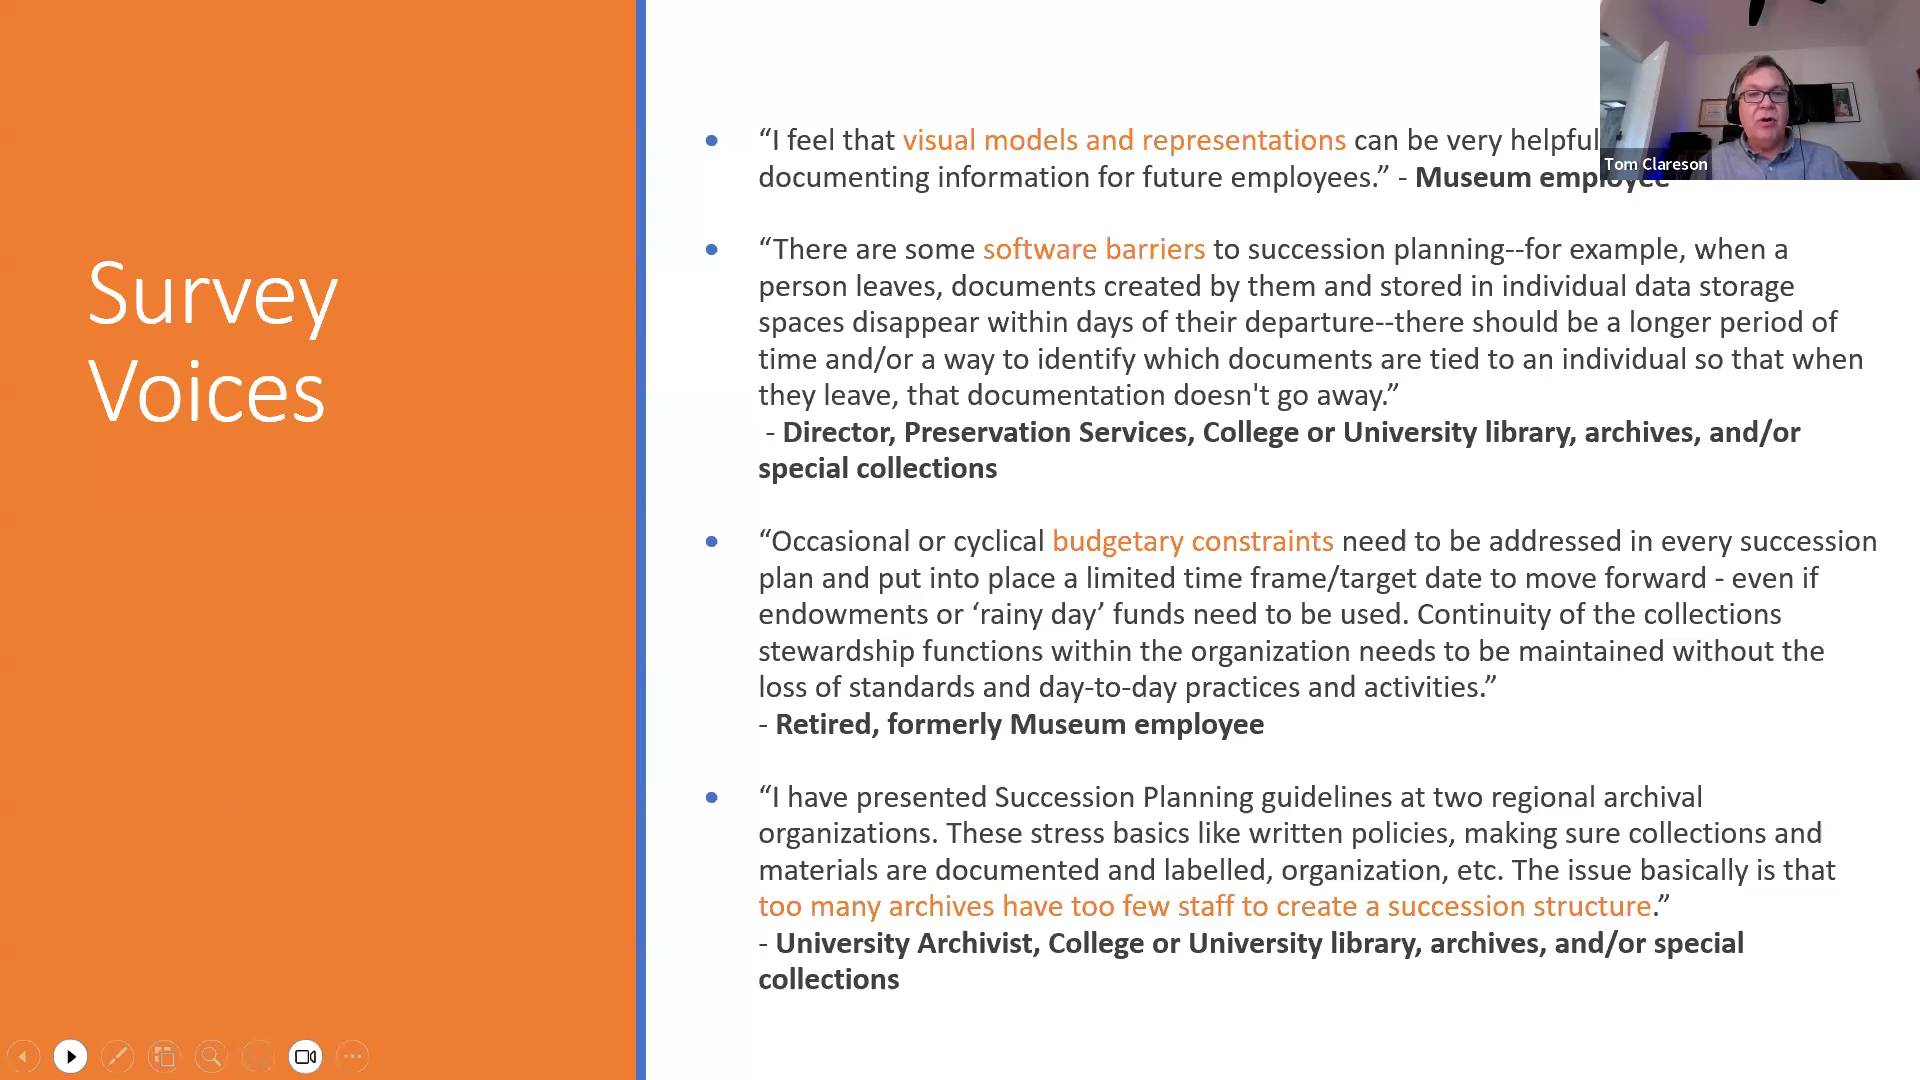 Survey
Voices
• “I feel that visual models and representations can be very helpful
documenting information for future employees.” - Museum employee
• “There are some software barriers to succession planning--for example, when a
person leaves, documents created by them and stored in individual data storage
spaces disappear within days of their departure--there should be a longer period of
time and/or a way to identify which documents are tied to an individual so that when
they leave, that documentation doesn't go away.”
- Director, Preservation Services, College or University library, archives, and/or
special collections
• “Occasional or cyclical budgetary constraints need to be addressed in every succession
plan and put into place a limited time frame/target date to move forward - even if
endowments or ‘rainy day’ funds need to be used. Continuity of the collections
stewardship functions within the organization needs to be maintained without the
loss of standards and day-to-day practices and activities.”
- Retired, formerly Museum employee
• “I have presented Succession Planning guidelines at two regional archival
organizations. These stress basics like written policies, making sure collections and
materials are documented and labelled, organization, etc. The issue basically is that
too many archives have too few staff to create a succession structure.”
- University Archivist, College or University library, archives, and/or special
collections
Tom Clareson